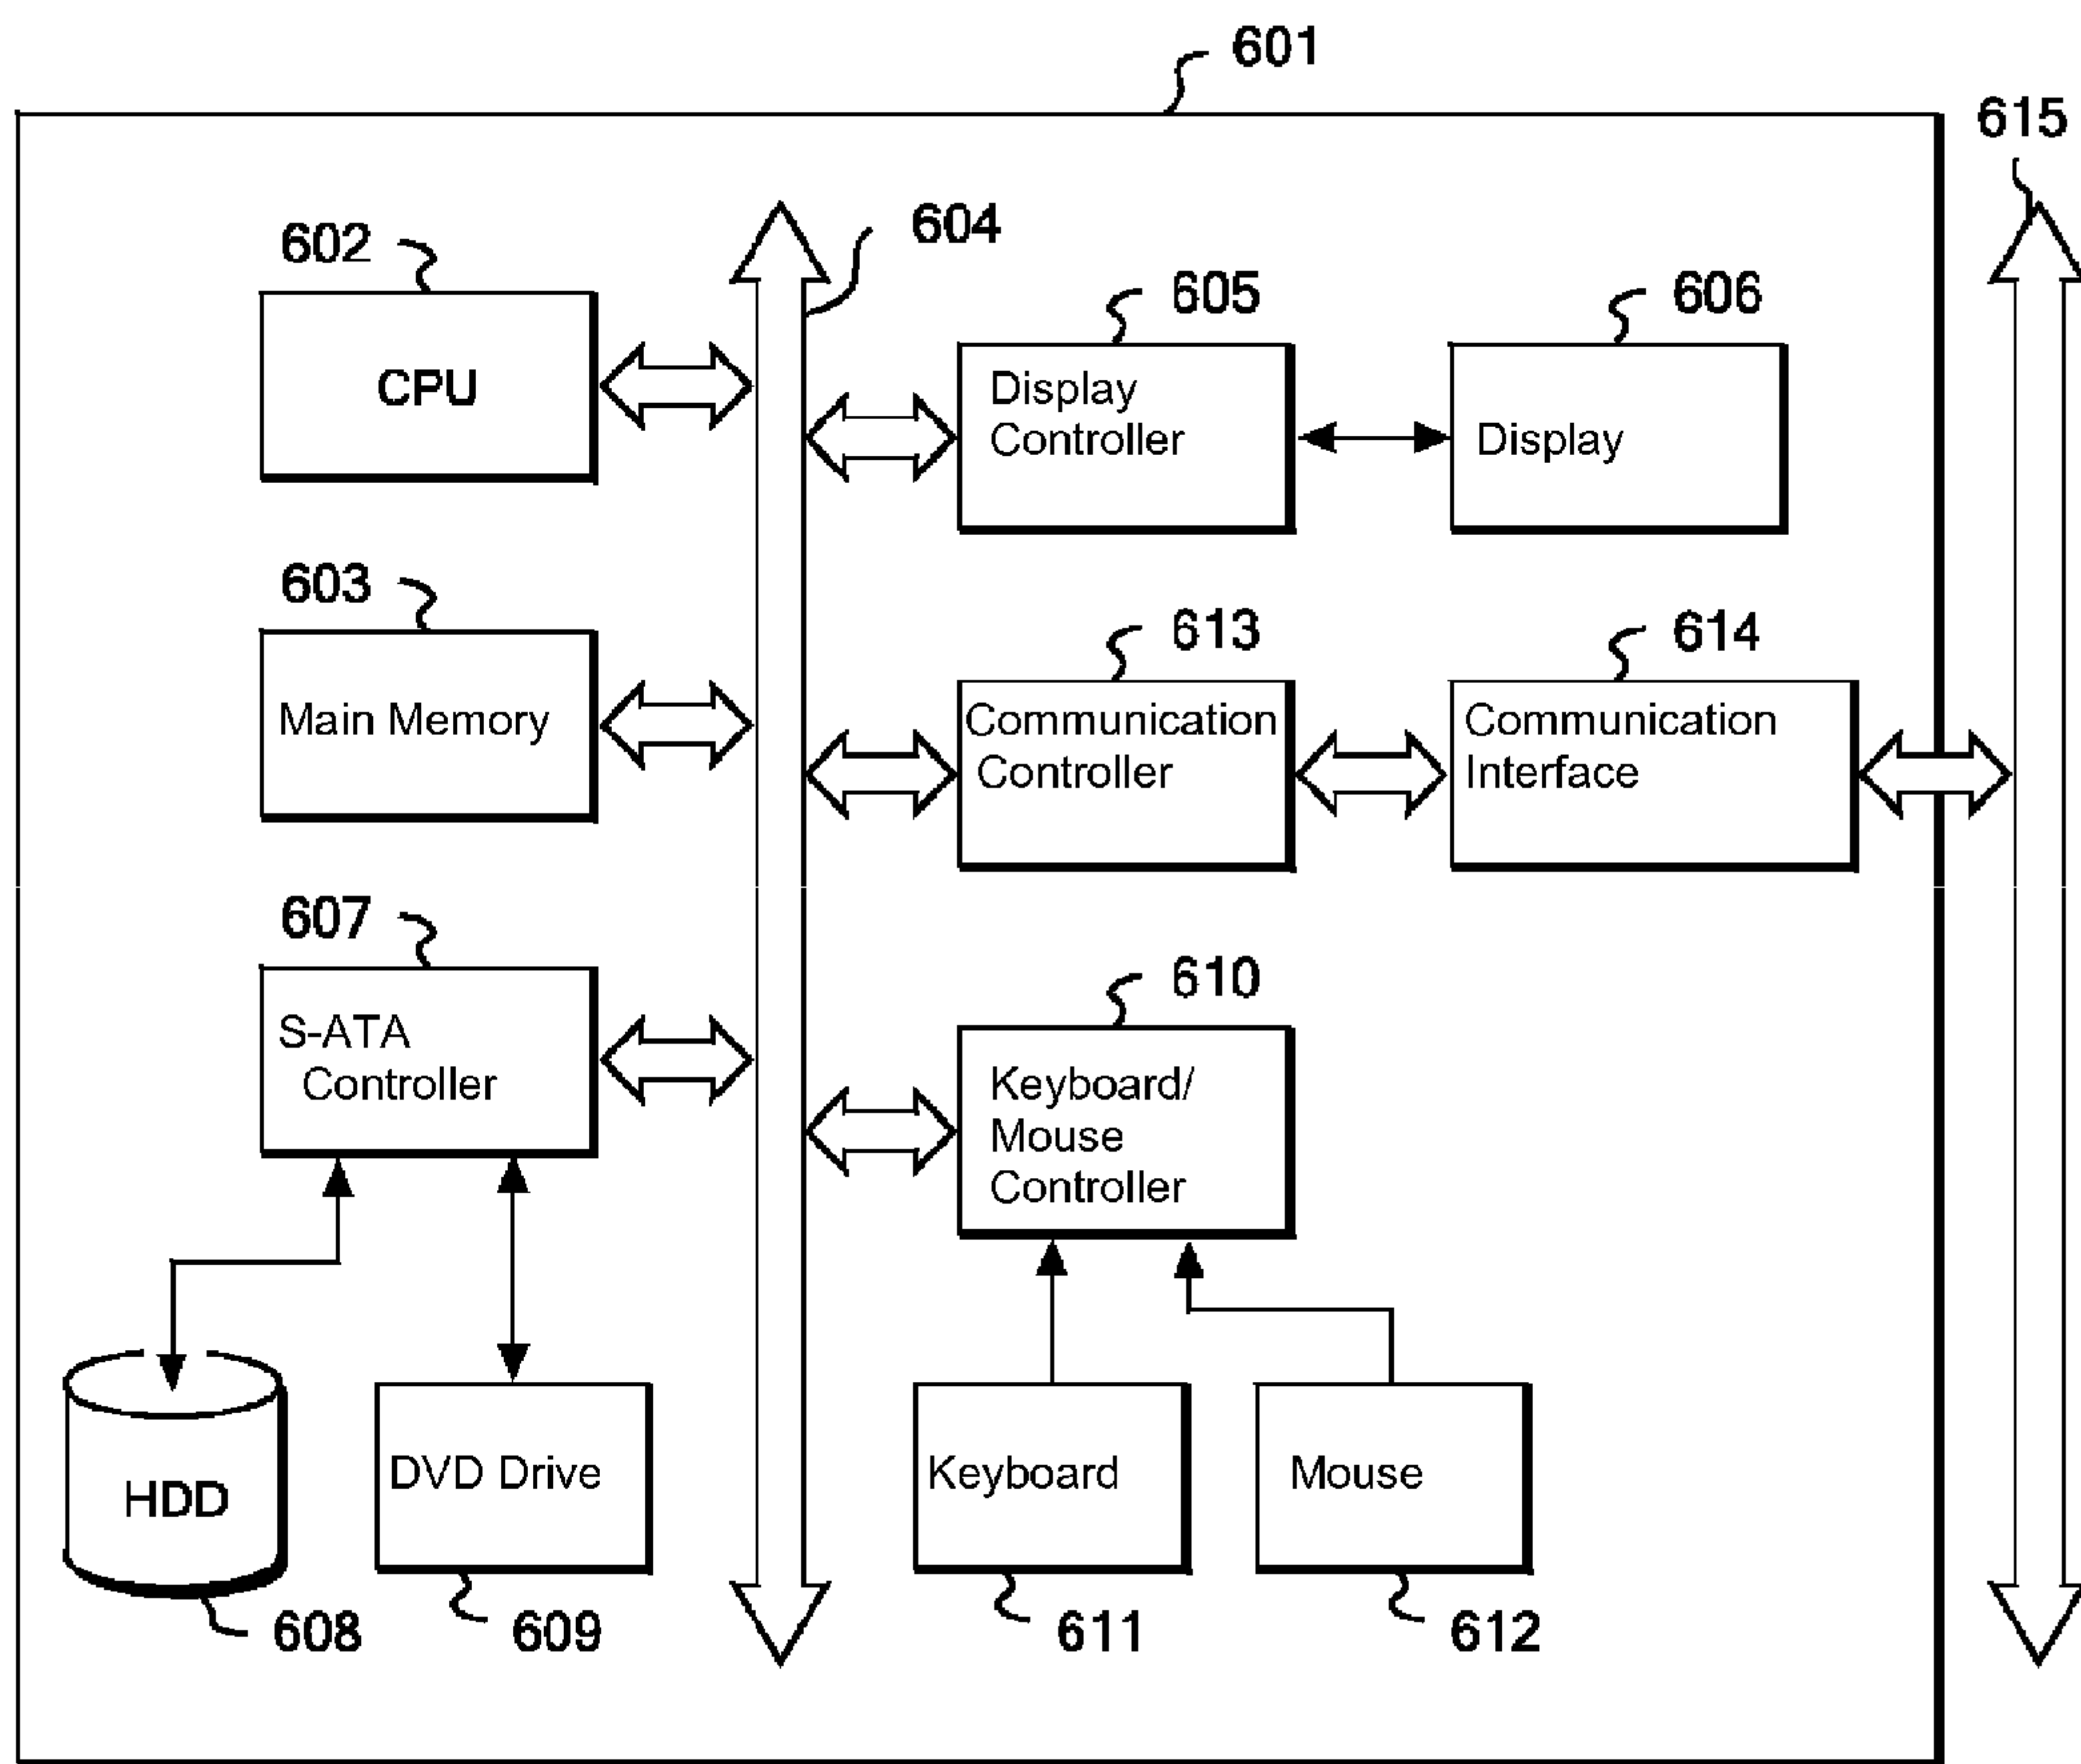 601
615
602
604
CPU
605
606
Display
Controller
Display
603
613
614
Main Memory
Communication
Controller
Communication
Interface
607
610
S-ATA
Controller
Keyboard/
Mouse
Controller
HDD
DVD Drive
Keyboard
Mouse
608
609
611
612